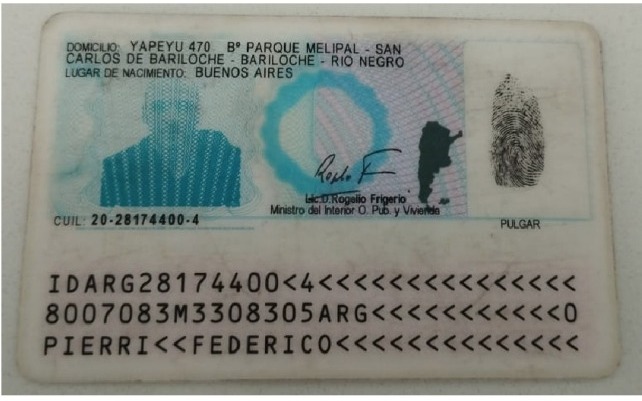 DOMICILIO: YAPEYU 470 Bº PARQUE MELIPAL - SAN
CARLOS DE BARILOCHE - BARILOCHE - RIO NEGRO
LUGAR DE NACIMIENTO: BUENOS AIRES
Lic.D.Rogelio Frigerio
Ministro del Interior O. Pub. y Vivienda
CUIL: 20-28174400-4
PULGAR
IDARG28174400<4<<<<<<<<<<<<<<<
8007083M3308305ARG<<<<<<<<<<<0
PIERRI<<FEDERICO<<<<<<<<<<<<<<